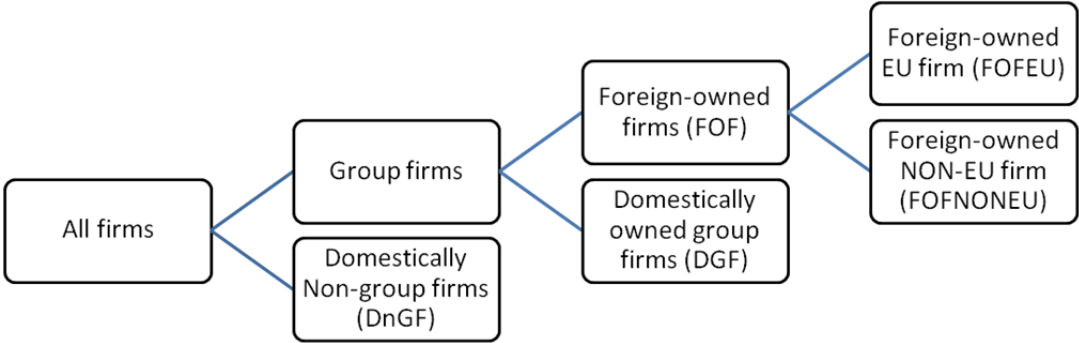 All firms
Group firms
Domestically
Non-group firms
(DnGF)
Foreign-owned
firms (FOF)
Domestically
owned group
firms (DGF)
Foreign-owned
EU firm (FOFEU)
Foreign-owned
NON-EU firm
(FOFNONEU)